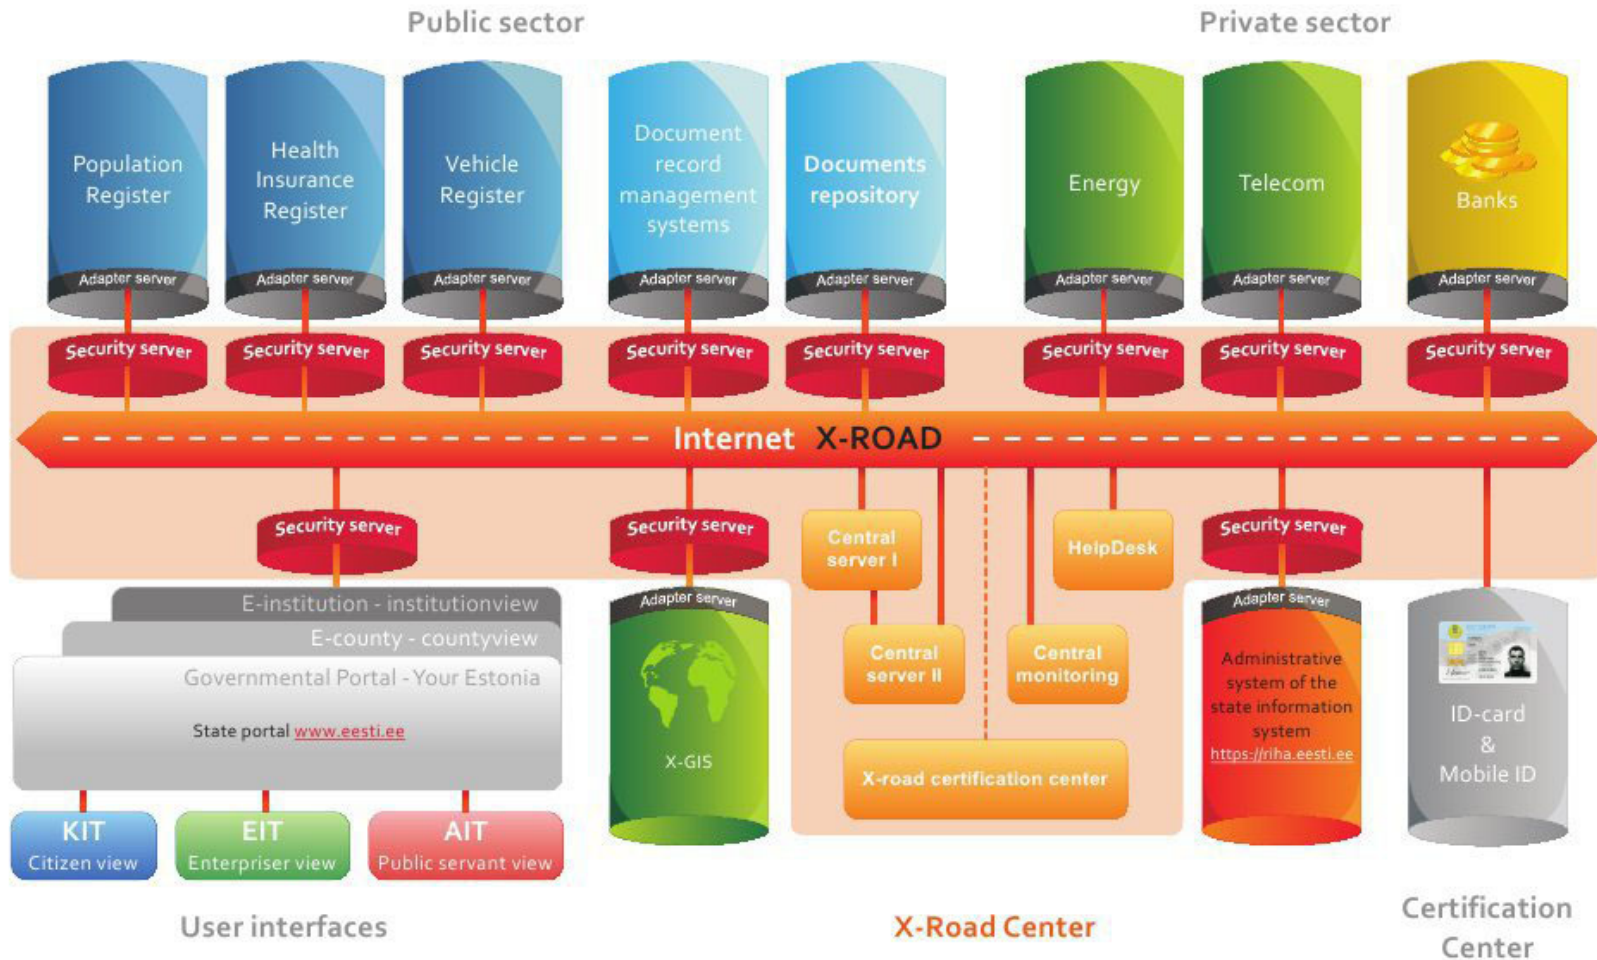 Public sector
Private sector
Population
Register
Health
Insurance
Register
Vehicle
Register
Document
record
management
systems
Documents
repository
Energy
Telecom
Banks
Adapter server
Adapter server
Adapter server
Adapter server
Adapter server
Adapter server
Adapter server
Adapter server
Security server
Security server
Security server
Security server
Security server
Security server
Security server
Security server
Internet X-ROAD
Security server
Security server
Central
server I
HelpDesk
Security server
E-institution - institutionview
E-county - countyview
Governmental Portal - Your Estonia
State portal www.eesti.ee
Adapter server
X-GIS
Central
server II
Central
monitoring
X-road certification center
Adapter server
Administrative
system of the
state information
system
https://riha.eesti.ee
ID-card
&
Mobile ID
KIT
Citizen view
EIT
Enterpriser view
AIT
Public servant view
User interfaces
X-Road Center
Certification
Center